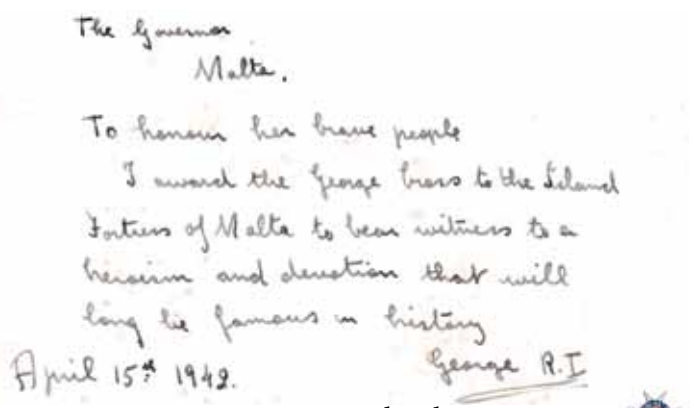 The Governor
Malta.
To honour her brave people
I award the George Cross to the Island
Fortress of Malta to bear witness to a
heroism and devotion that will
long be famous in history
April 15th 1942. George R.I.